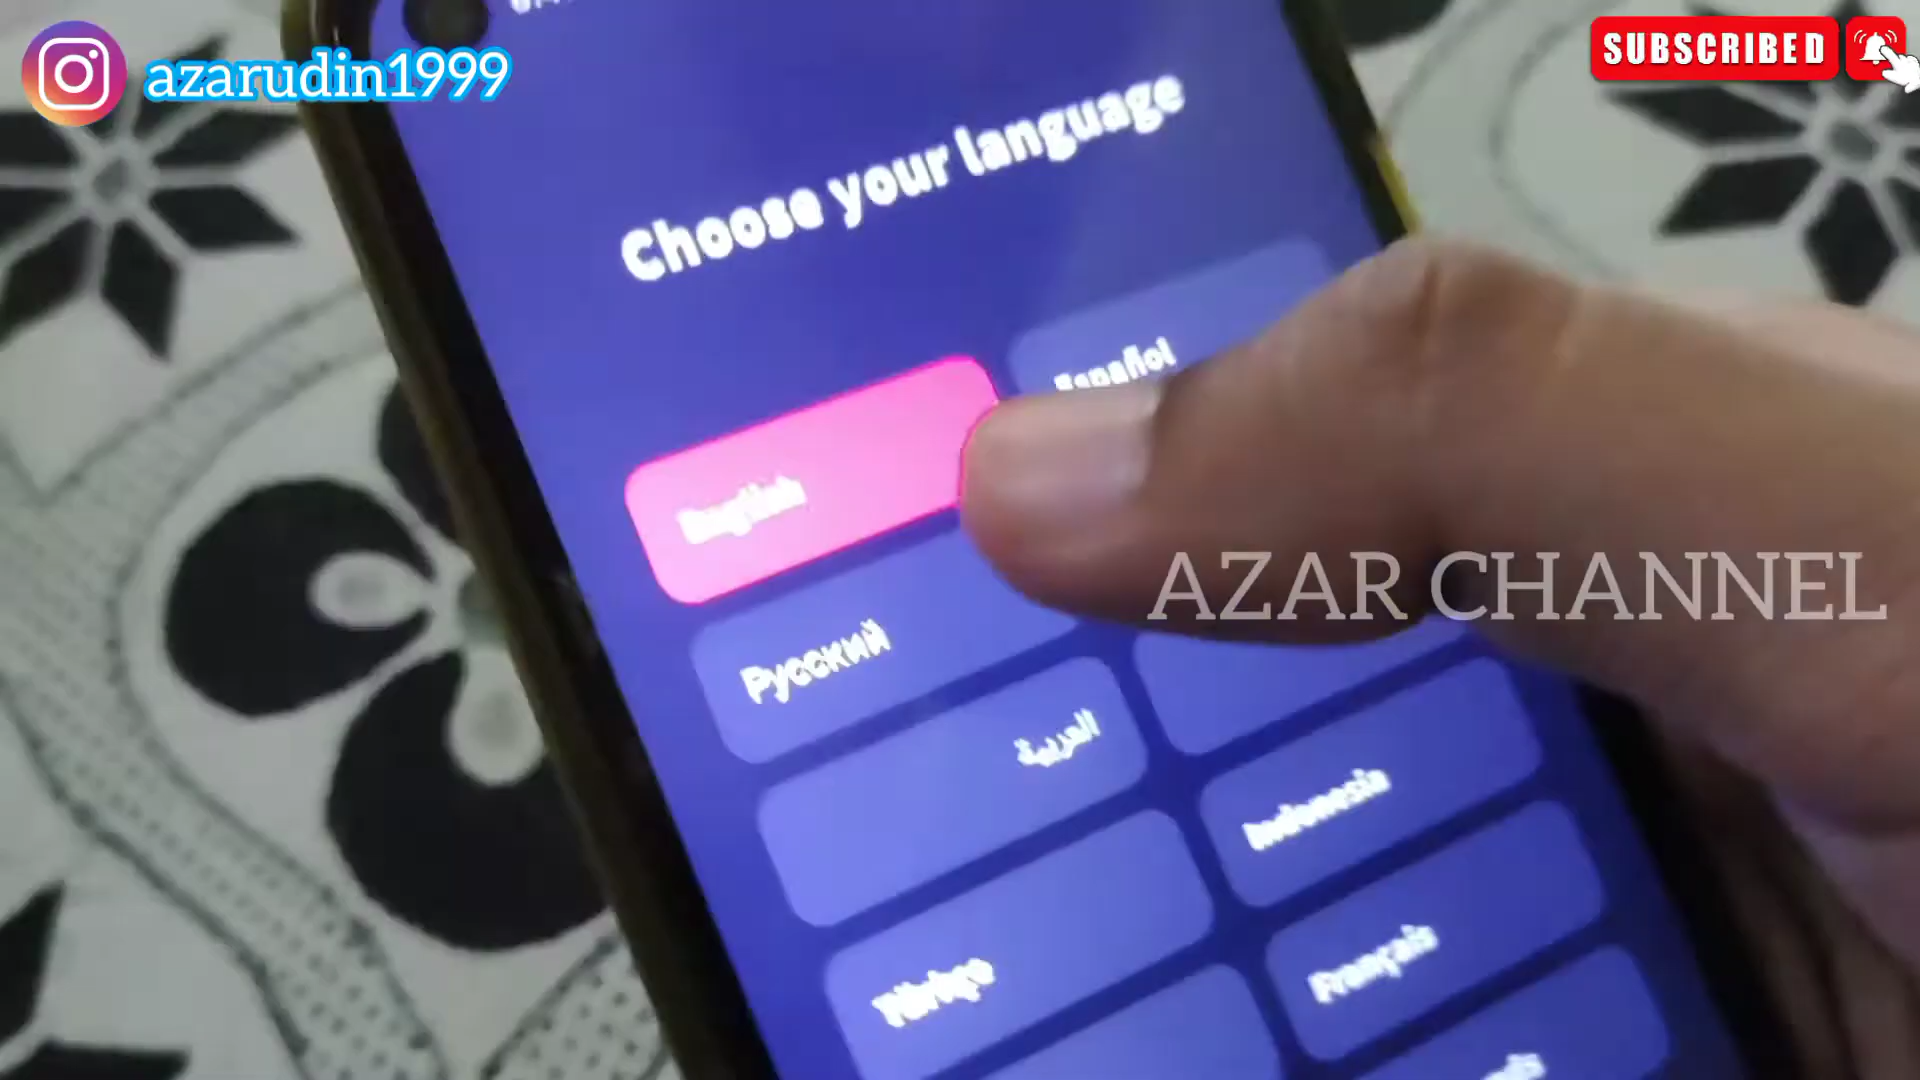 azarudin1999
SUBSCRIBED
Choose your language
English
Español
Русский
العربية
Indonesia
Türkçe
Français
AZAR CHANNEL